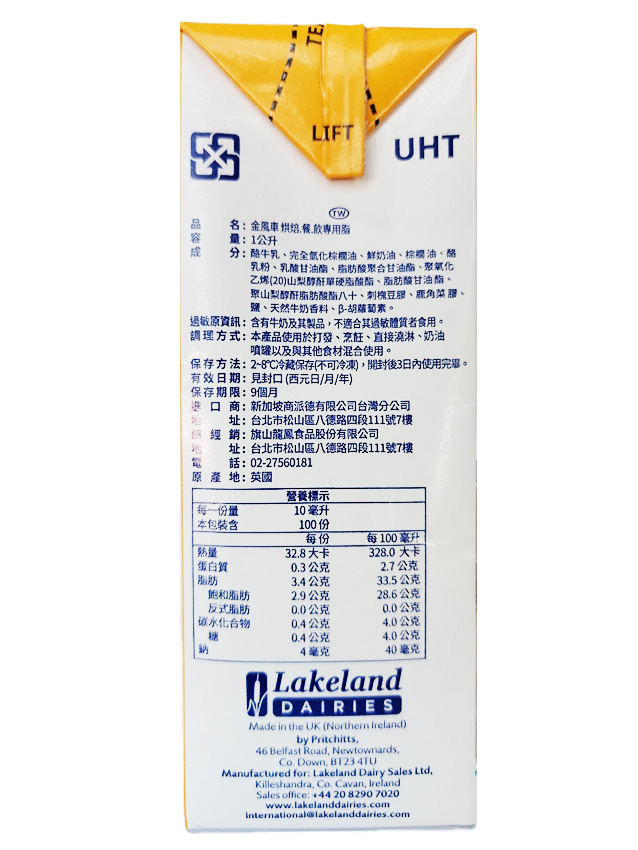 TE
LIFT
UHT
TW
品名：金風車 烘焙.餐.飲專用脂
容量：1公升
成分：酪牛乳、完全氫化棕櫚油、鮮奶油、棕櫚油、酪
乳粉、乳酸甘油酯、脂肪酸聚合甘油酯、聚氧化
乙烯(20)山梨醇酐單硬脂酸酯、脂肪酸甘油酯、
聚山梨醇酐脂肪酸酯八十、刺槐豆膠、鹿角菜膠、
鹽、天然牛奶香料、β-胡蘿蔔素。
過敏原資訊：含有牛奶及其製品，不適合其過敏體質者食用。
調理方式：本產品使用於打發、烹飪、直接澆淋、奶油
噴罐以及與其他食材混合使用。
保存方法：2~8℃冷藏保存(不可冷凍)，開封後3日內使用完畢。
有效日期：見封口 (西元日/月/年)
保存期限：9個月
進口商：新加坡商派德有限公司台灣分公司
地址：台北市松山區八德路四段111號7樓
總經銷：旗山龍鳳食品股份有限公司
地址：台北市松山區八德路四段111號7樓
電話：02-27560181
原產地：英國
營養標示
每一份量 10 毫升
本包裝含 100 份
每份 每 100 毫升
熱量 32.8 大卡 328.0 大卡
蛋白質 0.3 公克 2.7 公克
脂肪 3.4 公克 33.5 公克
飽和脂肪 2.9 公克 28.6 公克
反式脂肪 0.0 公克 0.0 公克
碳水化合物 0.4 公克 4.0 公克
糖 0.4 公克 4.0 公克
鈉 4 毫克 40 毫克
Lakeland
DAIRIES
Made in the UK (Northern Ireland)
by Pritchitts,
46 Belfast Road, Newtownards,
Co. Down, BT23 4TU
Manufactured for: Lakeland Dairy Sales Ltd,
Killeshandra, Co. Cavan, Ireland
Sales office: +44 20 8290 7020
www.lakelanddairies.com
international@lakelanddairies.com